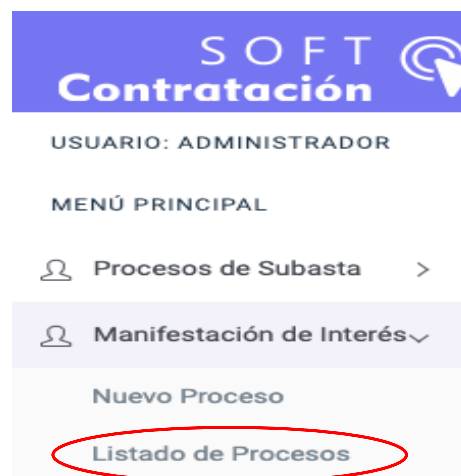 SOFT
Contratación
USUARIO: ADMINISTRADOR
MENÚ PRINCIPAL
Procesos de Subasta
Manifestación de Interés
Nuevo Proceso
Listado de Procesos